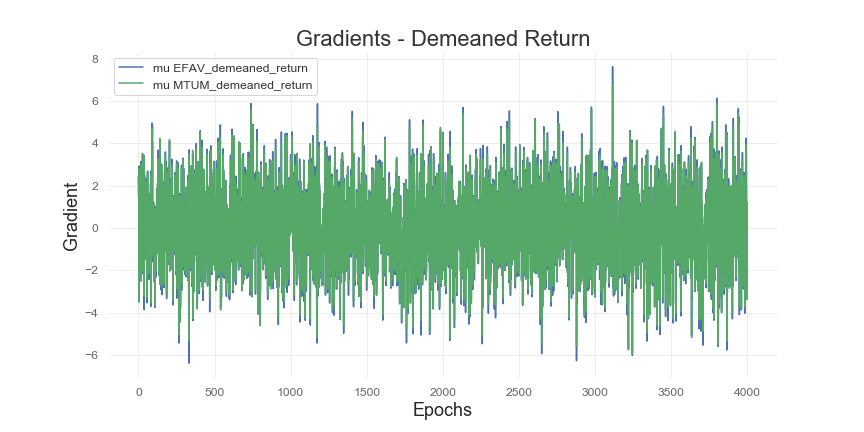 Gradients - Demeaned Return
mu EFAV_demeaned_return
mu MTUM_demeaned_return
8
6
4
2
0
−2
−4
−6
Gradient
0 500 1000 1500 2000 2500 3000 3500 4000
Epochs